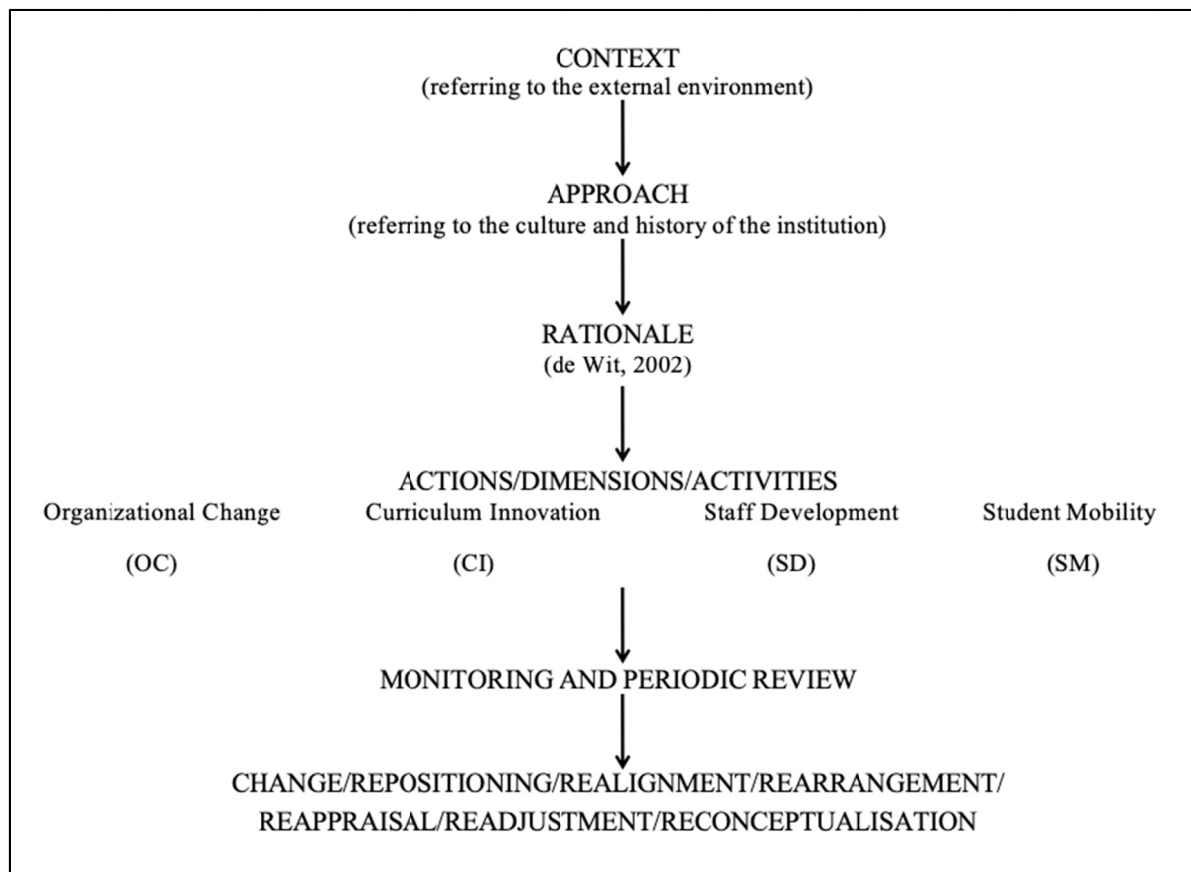 CONTEXT
(referring to the external environment)
APPROACH
(referring to the culture and history of the institution)
RATIONALE
(de Wit, 2002)
ACTIONS/DIMENSIONS/ACTIVITIES
Organizational Change Curriculum Innovation Staff Development Student Mobility
(OC) (CI) (SD) (SM)
MONITORING AND PERIODIC REVIEW
CHANGE/REPOSITIONING/REALIGNMENT/REARRANGEMENT/
REAPPRAISAL/READJUSTMENT/RECONCEPTUALISATION